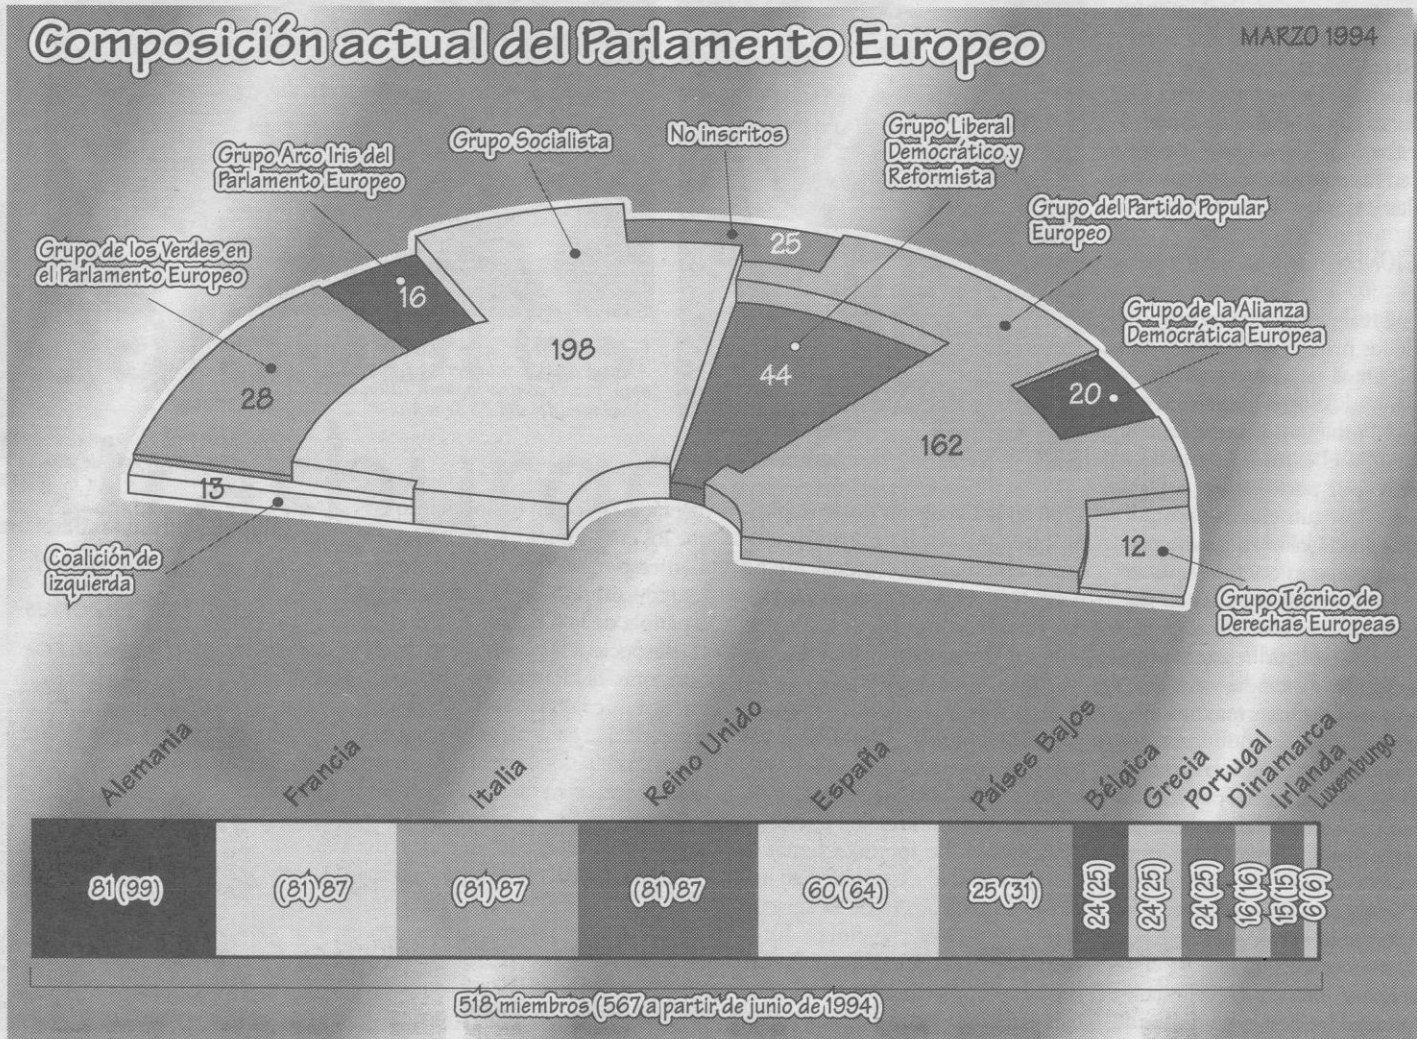 Composición actual del Parlamento Europeo
MARZO 1994
Grupo Socialista
No inscritos
Grupo Liberal
Democrático y
Reformista
Grupo Arco Iris del
Parlamento Europeo
Grupo del Partido Popular
Europeo
Grupo de los Verdes en
el Parlamento Europeo
Grupo de la Alianza
Democrática Europea
25
16
198
44
20
28
162
13
12
Coalición de
izquierda
Grupo Técnico de
Derechas Europeas
Alemania
Francia
Italia
Reino Unido
España
Países Bajos
Bélgica
Grecia
Portugal
Dinamarca
Irlanda
Luxemburgo
81(99)
(81)87
(81)87
(81)87
60(64)
25(31)
24(25)
24(25)
24(25)
16(16)
15(15)
6(6)
518 miembros (567 a partir de junio de 1994)